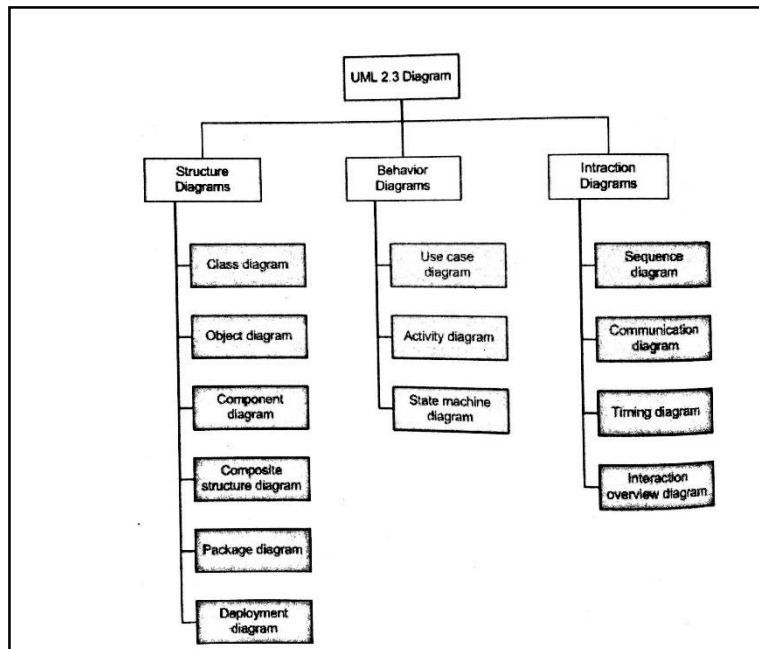 UML 2.3 Diagram
Structure
Diagrams
Behavior
Diagrams
Intraction
Diagrams
Class diagram
Object diagram
Component
diagram
Composite
structure diagram
Package diagram
Deployment
diagram
Use case
diagram
Activity diagram
State machine
diagram
Sequence
diagram
Communication
diagram
Timing diagram
Interaction
overview diagram